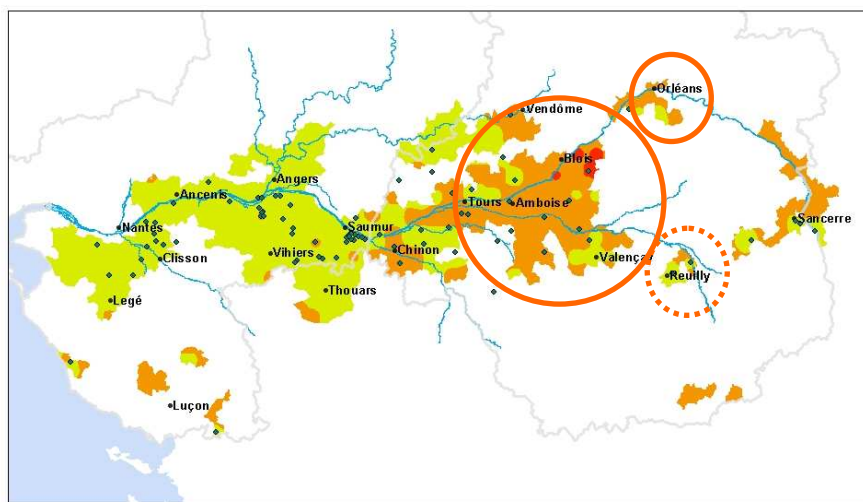 Orléans
Vendôme
Blois
Angers
Ancenis
Tours
Amboise
Sancerre
Nantes
Saumur
Chinon
Vihiers
Clisson
Valençay
Reuilly
Thouars
Legé
Luçon